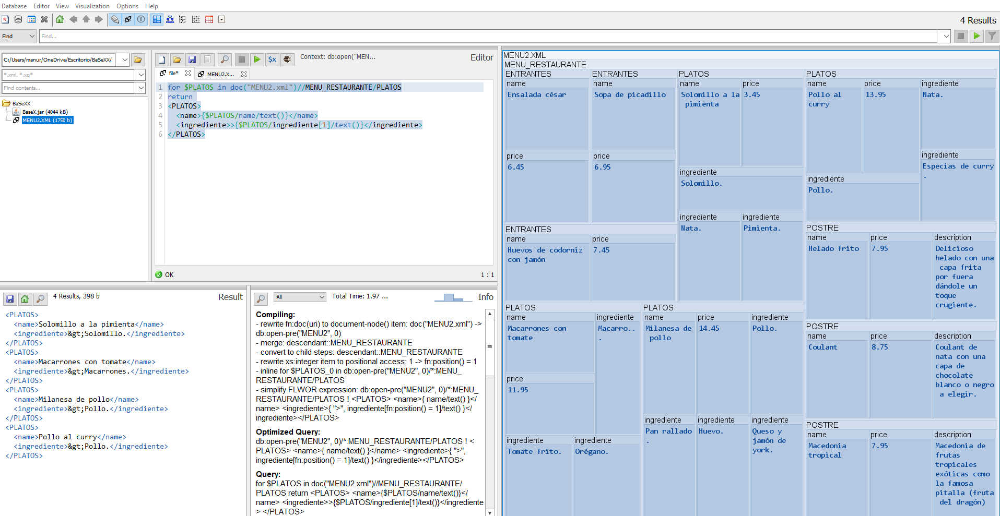 Database Editor View Visualization Options Help
4 Results
Find
Find...
C:/Users/manur/OneDrive/Escritorio/BaSeXX/
*.xml, *.xq*
Find contents...
BaSeXX
BaseX.jar (4044 kB)
MENU2.XML (1750 b)
$x
Context: db:open("MEN...
Editor
file*
MENU2.X...
1 for $PLATOS in doc("MENU2.xml")//MENU_RESTAURANTE/PLATOS
2 return
3 <PLATOS>
4 <name>{$PLATOS/name/text()}</name>
5 <ingrediente>>{$PLATOS/ingrediente[1]/text()}</ingrediente>
6 </PLATOS>
OK
1 : 1
4 Results, 398 b
Result
<PLATOS>
<name>Solomillo a la pimienta</name>
<ingrediente>&gt;Solomillo.</ingrediente>
</PLATOS>
<PLATOS>
<name>Macarrones con tomate</name>
<ingrediente>&gt;Macarrones.</ingrediente>
</PLATOS>
<PLATOS>
<name>Milanesa de pollo</name>
<ingrediente>&gt;Pollo.</ingrediente>
</PLATOS>
<PLATOS>
<name>Pollo al curry</name>
<ingrediente>&gt;Pollo.</ingrediente>
</PLATOS>
All
Total Time: 1.97 ...
Info
Compiling:
- rewrite fn:doc(uri) to document-node() item: doc("MENU2.xml") ->
db:open-pre("MENU2", 0)
- merge: descendant::MENU_RESTAURANTE
- convert to child steps: descendant::MENU_RESTAURANTE
- rewrite xs:integer item to positional access: 1 -> fn:position() = 1
- inline for $PLATOS_0 in db:open-pre("MENU2", 0)/*:MENU_
RESTAURANTE/PLATOS
- simplify FLWOR expression: db:open-pre("MENU2", 0)/*:MENU_
RESTAURANTE/PLATOS ! <PLATOS> <name>{ name/text() }</
name> <ingrediente>{ ">", ingrediente[fn:position() = 1]/text() }</
ingrediente></PLATOS>
Optimized Query:
db:open-pre("MENU2", 0)/*:MENU_RESTAURANTE/PLATOS ! <
PLATOS> <name>{ name/text() }</name> <ingrediente>{ ">",
ingrediente[fn:position() = 1]/text() }</ingrediente></PLATOS>
Query:
for $PLATOS in doc("MENU2.xml")//MENU_RESTAURANTE/
PLATOS return <PLATOS> <name>{$PLATOS/name/text()}</
name> <ingrediente>>{$PLATOS/ingrediente[1]/text()}</ingrediente
> </PLATOS>
MENU2.XML
MENU_RESTAURANTE
ENTRANTES
name
Ensalada césar
price
6.45
ENTRANTES
name
Sopa de picadillo
price
6.95
ENTRANTES
name
Huevos de codorniz
con jamón
price
7.45
PLATOS
name
Solomillo a la
pimienta
price
3.45
ingrediente
Solomillo.
ingrediente
Nata.
ingrediente
Pimienta.
PLATOS
name
Macarrones con
tomate
ingrediente
Macarro..
.
price
11.95
ingrediente
Tomate frito.
ingrediente
Orégano.
PLATOS
name
Milanesa de
pollo
price
14.45
ingrediente
Pollo.
ingrediente
Pan rallado
.
ingrediente
Huevo.
ingrediente
Queso y
jamón de
york.
PLATOS
name
Pollo al
curry
price
13.95
ingrediente
Nata.
ingrediente
Pollo.
ingrediente
Especias de curry
.
POSTRE
name
Helado frito
price
7.95
description
Delicioso
helado con una
capa frita
por fuera
dándole un
toque
crugiente.
POSTRE
name
Coulant
price
8.75
description
Coulant de
nata con una
capa de
chocolate
blanco o negro
a elegir.
POSTRE
name
Macedonia
tropical
price
7.95
description
Macedonia de
frutas
tropicales
exóticas como
la famosa
pitalla (fruta
del dragón)